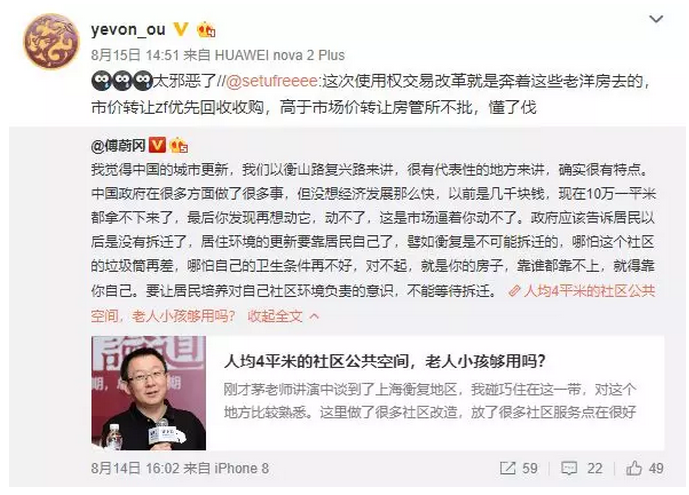 yevon_ou
8月15日 14:51 来自 HUAWEI nova 2 Plus
太邪恶了//@setufreeee:这次使用权交易改革就是奔着这些老洋房去的，
市价转让zf优先回收收购，高于市场价转让房管所不批，懂了伐
@傅蔚冈
我觉得中国的城市更新，我们以衡山路复兴路来讲，很有代表性的地方来讲，确实很有特点。
中国政府在很多方面做了很多事，但没想经济发展那么快，以前是几千块钱，现在10万一平米
都拿不下来了，最后你发现再想动它，动不了，这是市场逼着你动不了。政府应该告诉居民以
后是没有拆迁了，居住环境的更新要靠居民自己了，譬如衡复是不可能拆迁的，哪怕这个社区
的垃圾筒再差，哪怕自己的卫生条件再不好，对不起，就是你的房子，靠谁都靠不上，就得靠
你自己。要让居民培养对自己社区环境负责的意识，不能等待拆迁。 人均4平米的社区公共
空间，老人小孩够用吗？ 收起全文
人均4平米的社区公共空间，老人小孩够用吗？
刚才茅老师讲演中谈到了上海衡复地区，我碰巧住在这一带，对这个
地方比较熟悉。这里做了很多社区改造，放了很多社区服务点在很好
8月14日 16:02 来自 iPhone 8
59
22
49